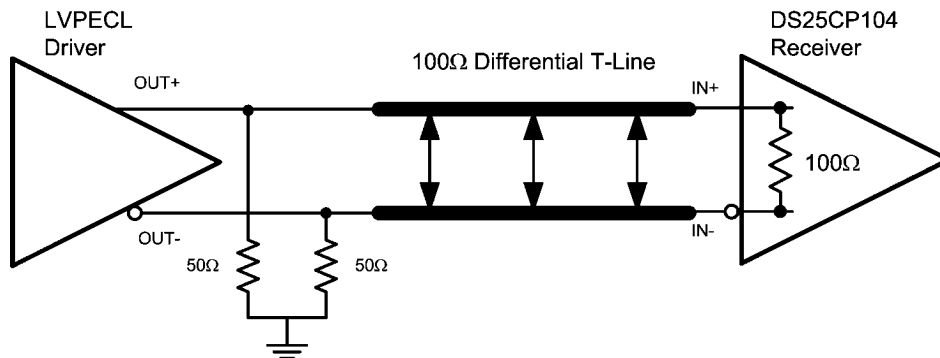 LVPECL
Driver
DS25CP104
Receiver
100Ω Differential T-Line
OUT+
IN+
100Ω
OUT-
IN-
50Ω
50Ω